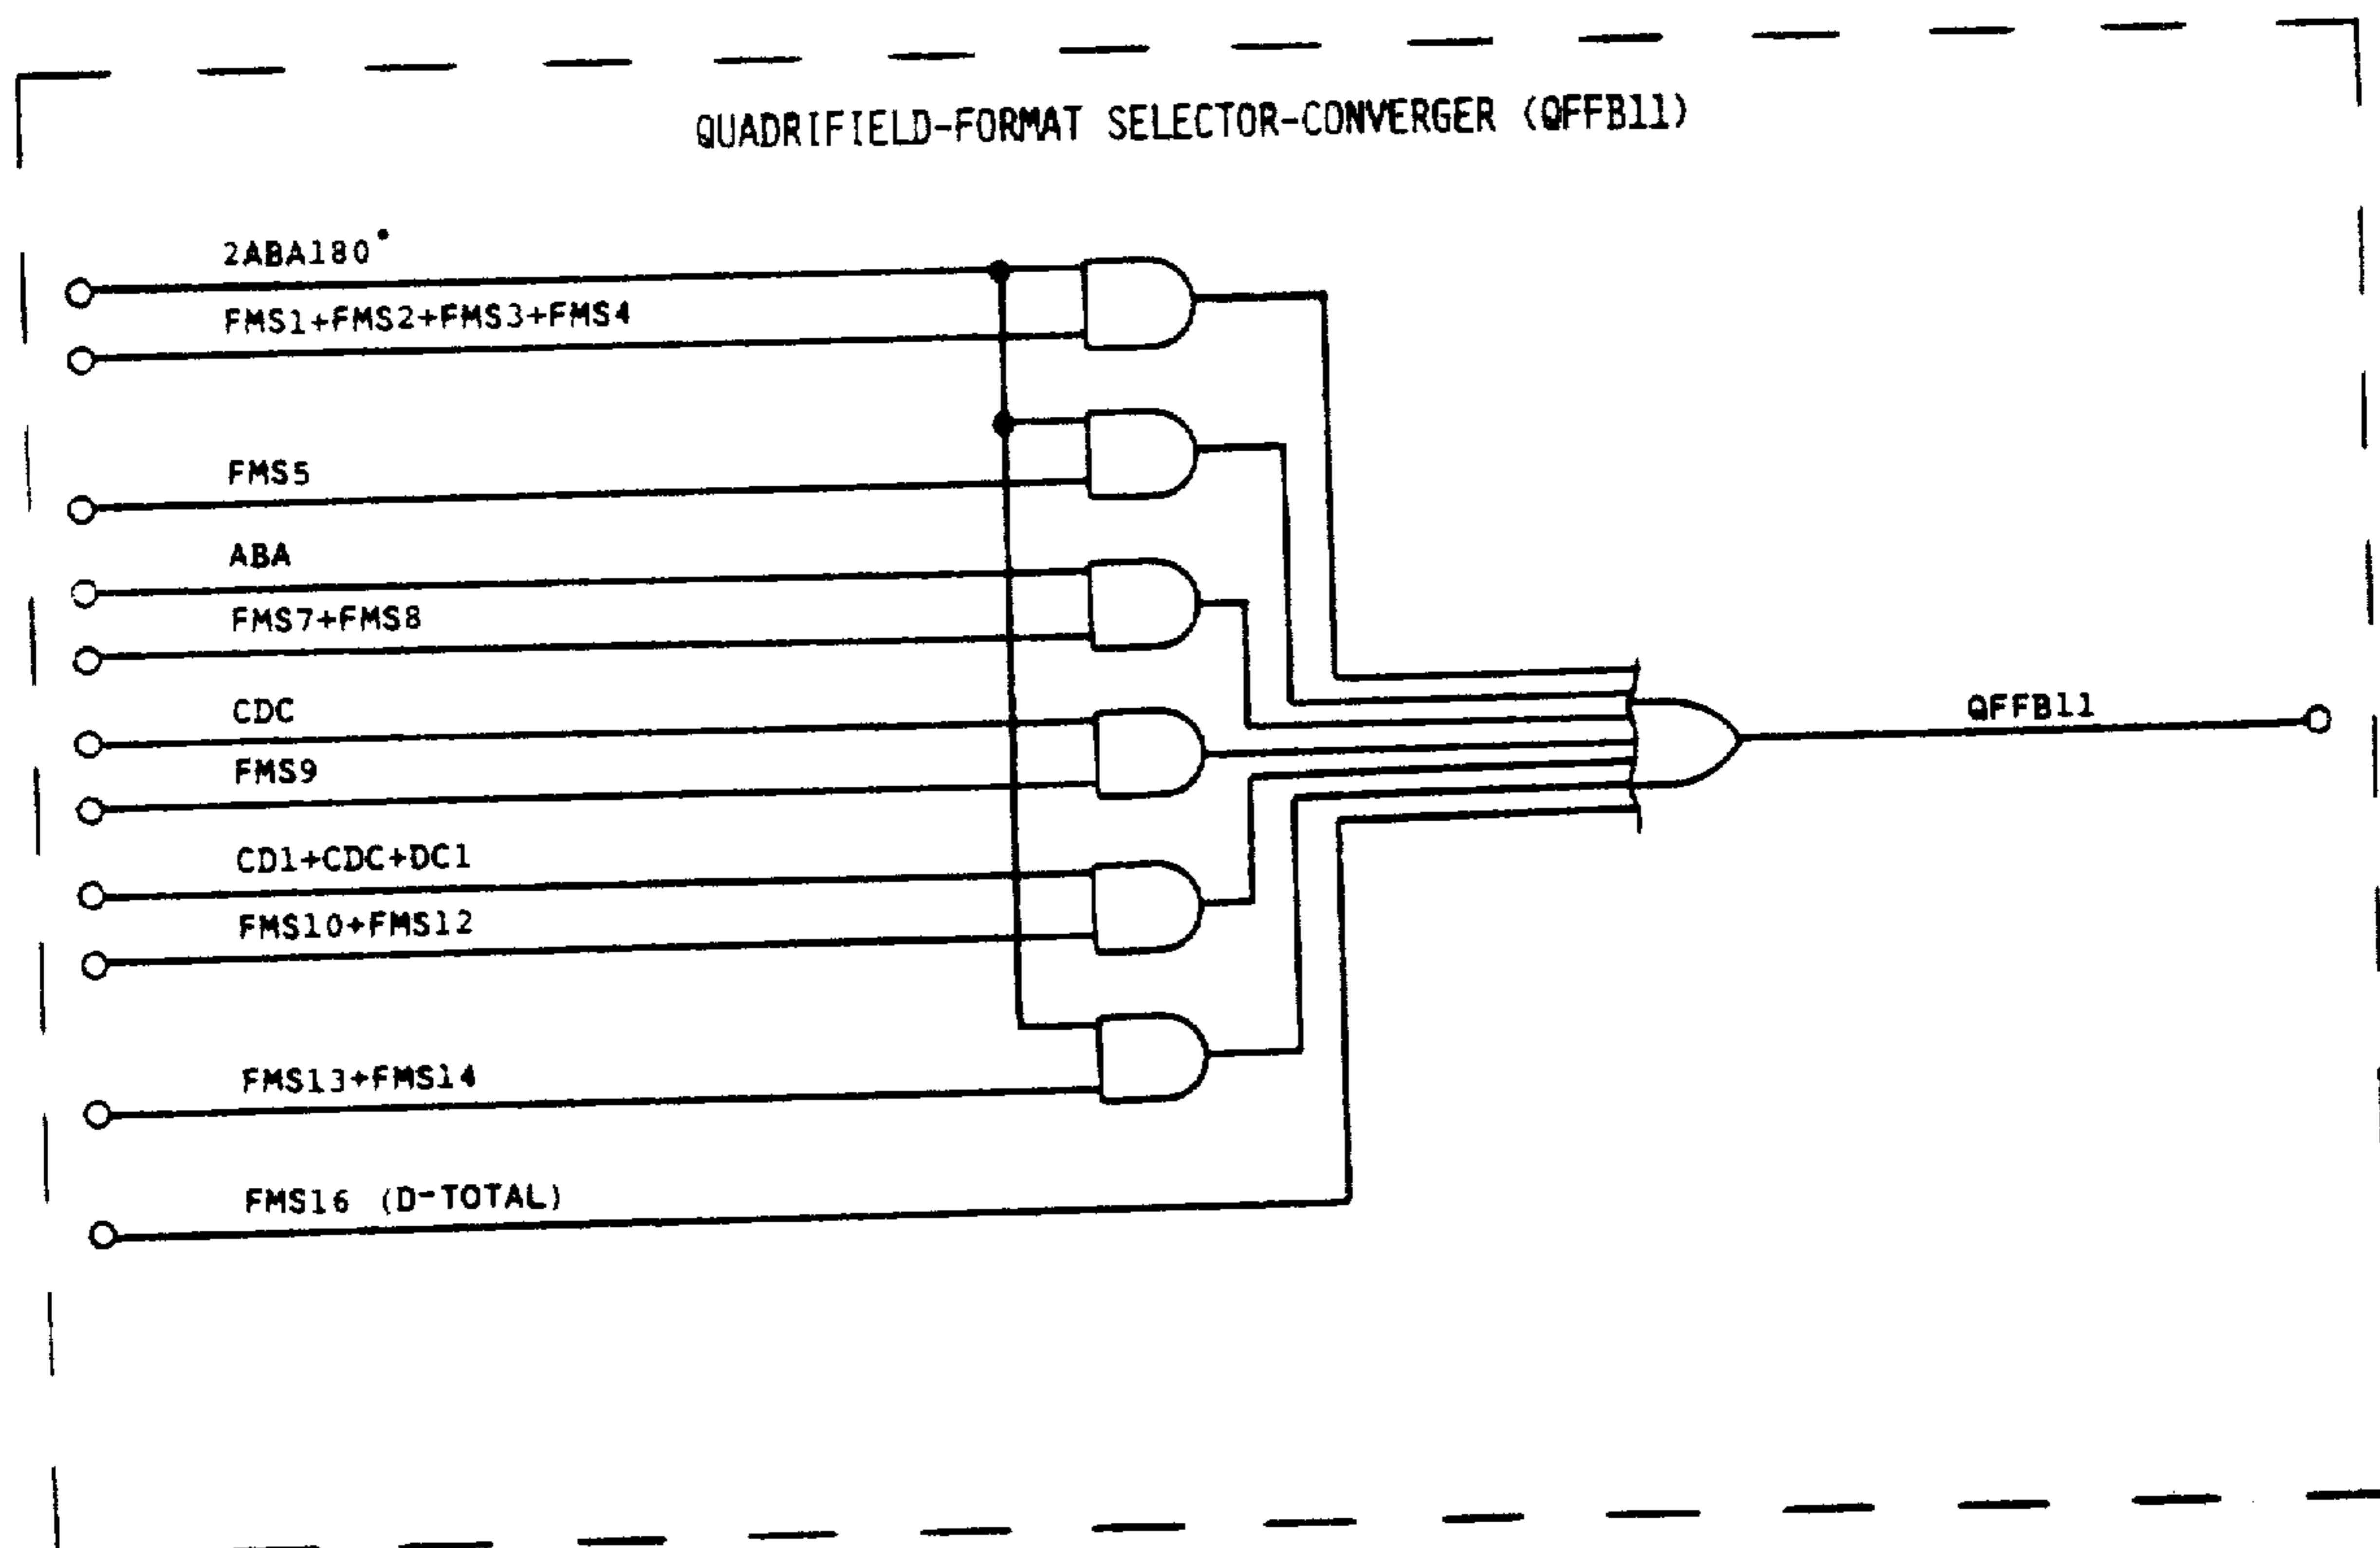 QUADRIFIELD-FORMAT SELECTOR-CONVERGER (QFFB11)
2ABA180°
FMS1+FMS2+FMS3+FMS4
FMS5
ABA
FMS7+FMS8
CDC
FMS9
CD1+CDC+DC1
FMS10+FMS12
FMS13+FMS14
FMS16 (D-TOTAL)
QFFB11